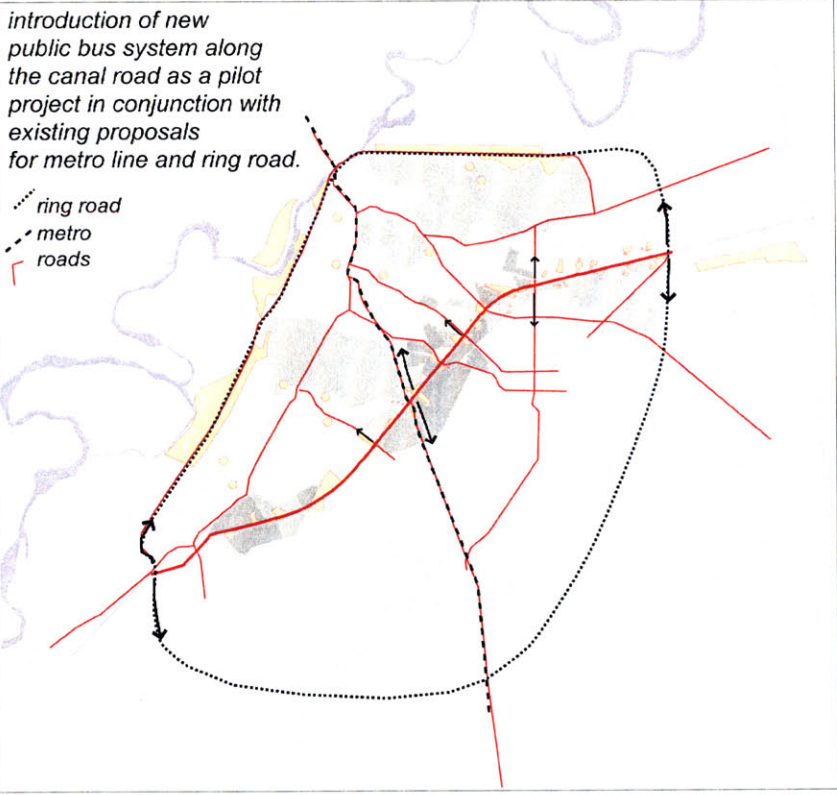 introduction of new
public bus system along
the canal road as a pilot
project in conjunction with
existing proposals
for metro line and ring road.
ring road
metro
roads